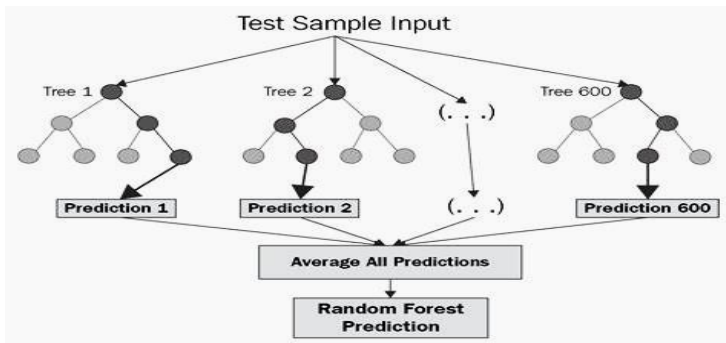 Test Sample Input
Tree 1
Tree 2
(. . .)
Tree 600
Prediction 1
Prediction 2
(. . .)
Prediction 600
Average All Predictions
Random Forest
Prediction